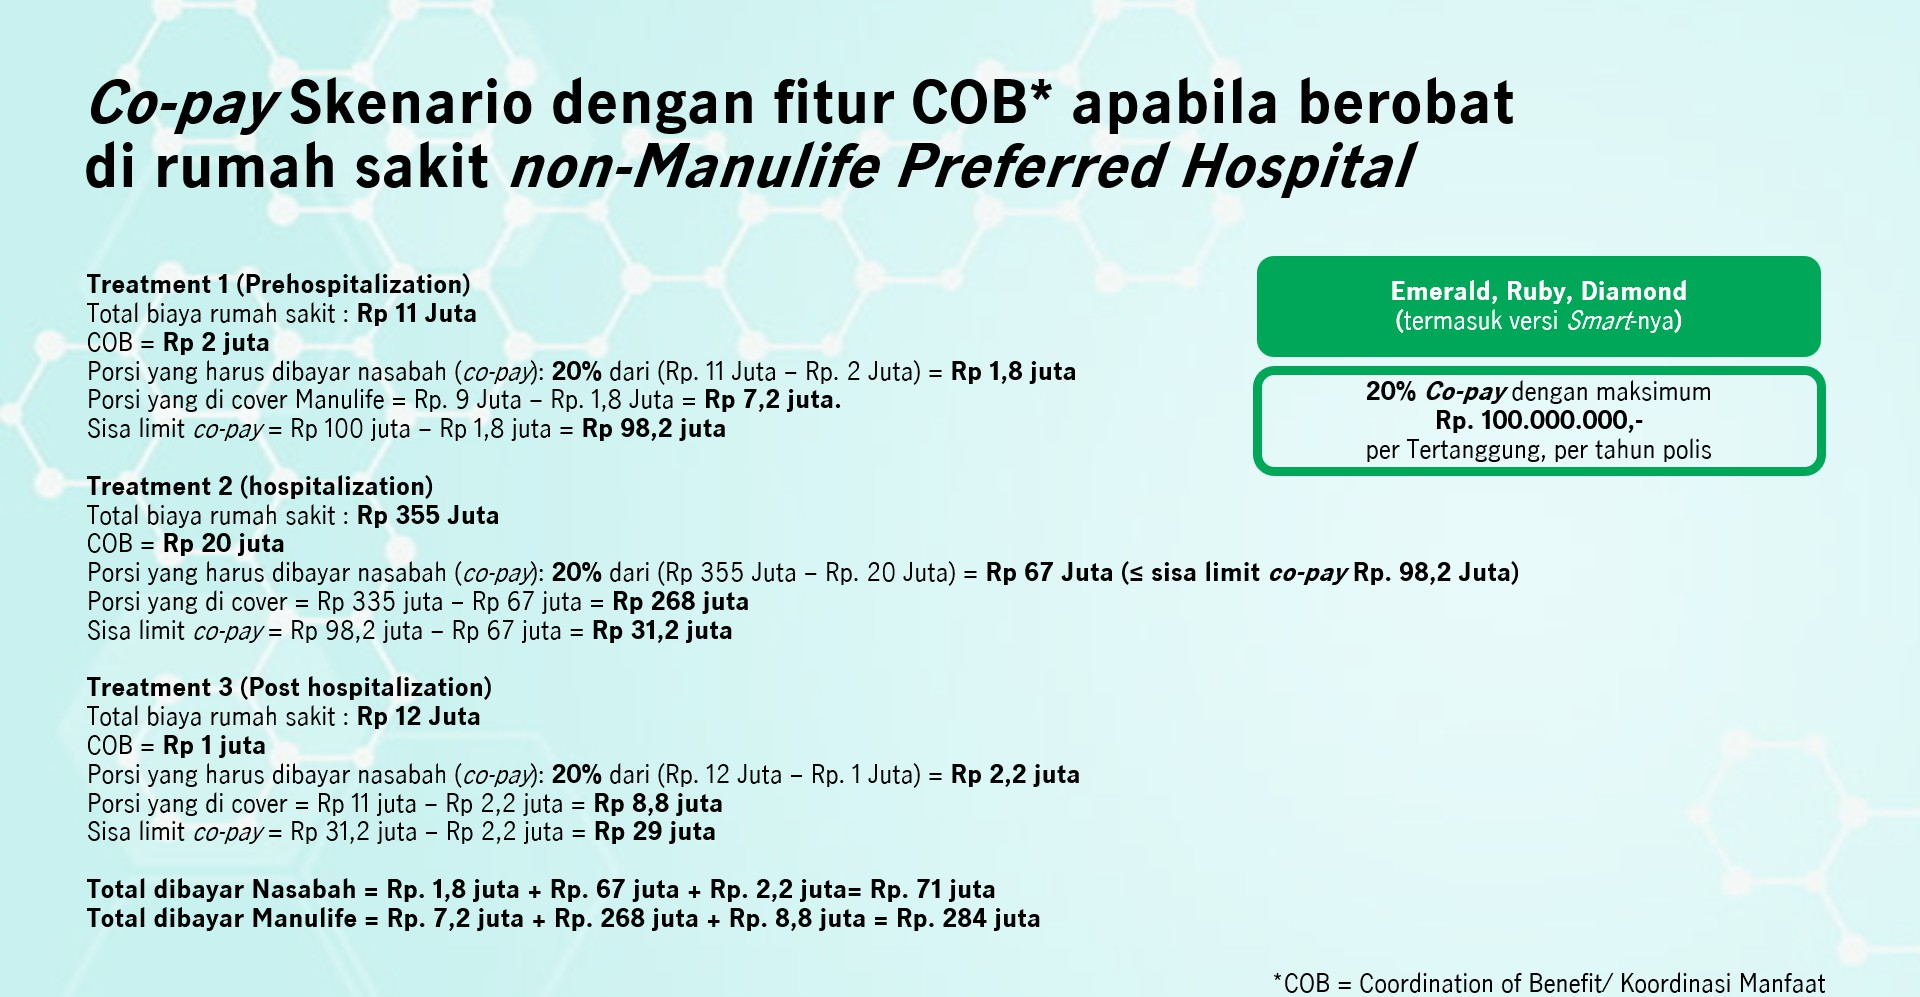 Co-pay Skenario dengan fitur COB* apabila berobat
di rumah sakit non-Manulife Preferred Hospital
Treatment 1 (Prehospitalization)
Total biaya rumah sakit : Rp 11 Juta
COB = Rp 2 juta
Porsi yang harus dibayar nasabah (co-pay): 20% dari (Rp. 11 Juta – Rp. 2 Juta) = Rp 1,8 juta
Porsi yang di cover Manulife = Rp. 9 Juta – Rp. 1,8 Juta = Rp 7,2 juta.
Sisa limit co-pay = Rp 100 juta – Rp 1,8 juta = Rp 98,2 juta
Emerald, Ruby, Diamond
(termasuk versi Smart-nya)
20% Co-pay dengan maksimum
Rp. 100.000.000,-
per Tertanggung, per tahun polis
Treatment 2 (hospitalization)
Total biaya rumah sakit : Rp 355 Juta
COB = Rp 20 juta
Porsi yang harus dibayar nasabah (co-pay): 20% dari (Rp 355 Juta – Rp. 20 Juta) = Rp 67 Juta (≤ sisa limit co-pay Rp. 98,2 Juta)
Porsi yang di cover = Rp 335 juta – Rp 67 juta = Rp 268 juta
Sisa limit co-pay = Rp 98,2 juta – Rp 67 juta = Rp 31,2 juta
Treatment 3 (Post hospitalization)
Total biaya rumah sakit : Rp 12 Juta
COB = Rp 1 juta
Porsi yang harus dibayar nasabah (co-pay): 20% dari (Rp. 12 Juta – Rp. 1 Juta) = Rp 2,2 juta
Porsi yang di cover = Rp 11 juta – Rp 2,2 juta = Rp 8,8 juta
Sisa limit co-pay = Rp 31,2 juta – Rp 2,2 juta = Rp 29 juta
Total dibayar Nasabah = Rp. 1,8 juta + Rp. 67 juta + Rp. 2,2 juta= Rp. 71 juta
Total dibayar Manulife = Rp. 7,2 juta + Rp. 268 juta + Rp. 8,8 juta = Rp. 284 juta
*COB = Coordination of Benefit/ Koordinasi Manfaat